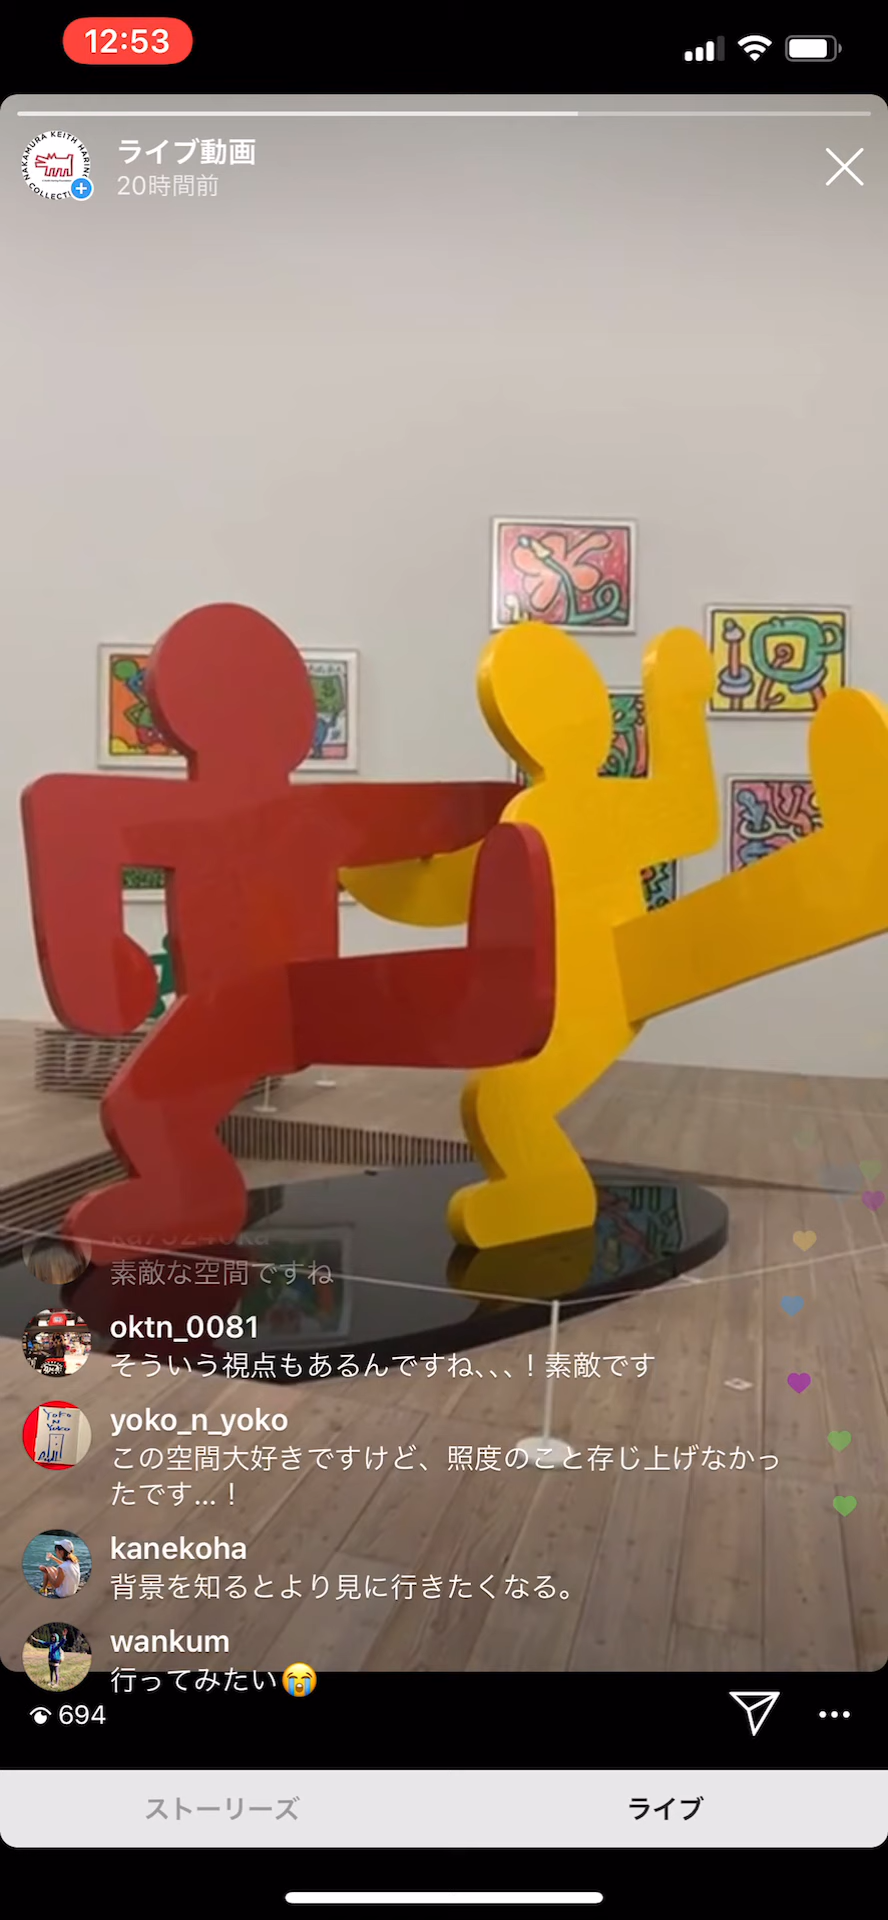 12:53
NAKAMURA KEITH HARING COLLECTI
ライブ動画
20時間前
素敵な空間ですね
oktn_0081
そういう視点もあるんですね、、、！素敵です
yoko_n_yoko
この空間大好きですけど、照度のこと存じ上げなかっ
たです...！
kanekoha
背景を知るとより見に行きたくなる。
wankum
行ってみたい😭
694
ストーリーズ
ライブ